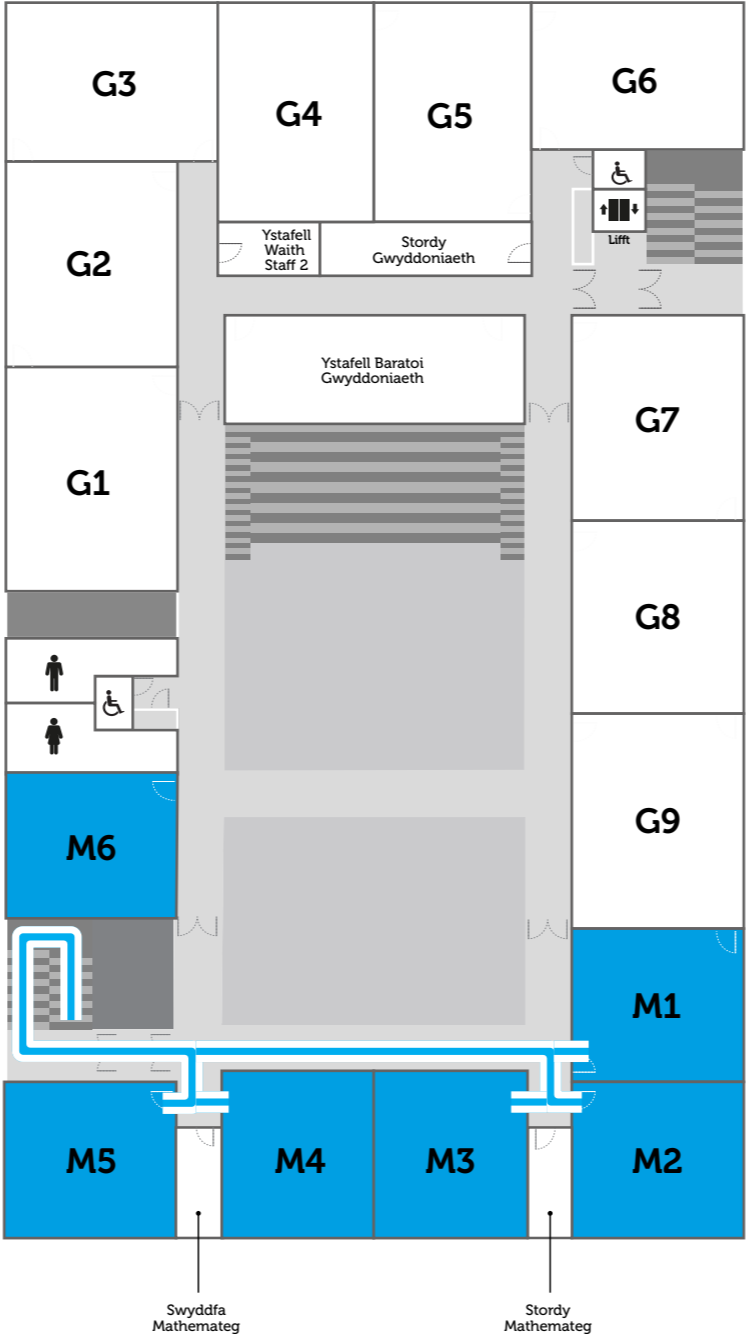 G3
G4
G5
G6
Ystafell
Waith
Staff 2
Stordy
Gwyddoniaeth
Lifft
G2
Ystafell Baratoi
Gwyddoniaeth
G7
G1
G8
G9
M6
M1
M5
M4
M3
M2
Swyddfa
Mathemateg
Stordy
Mathemateg